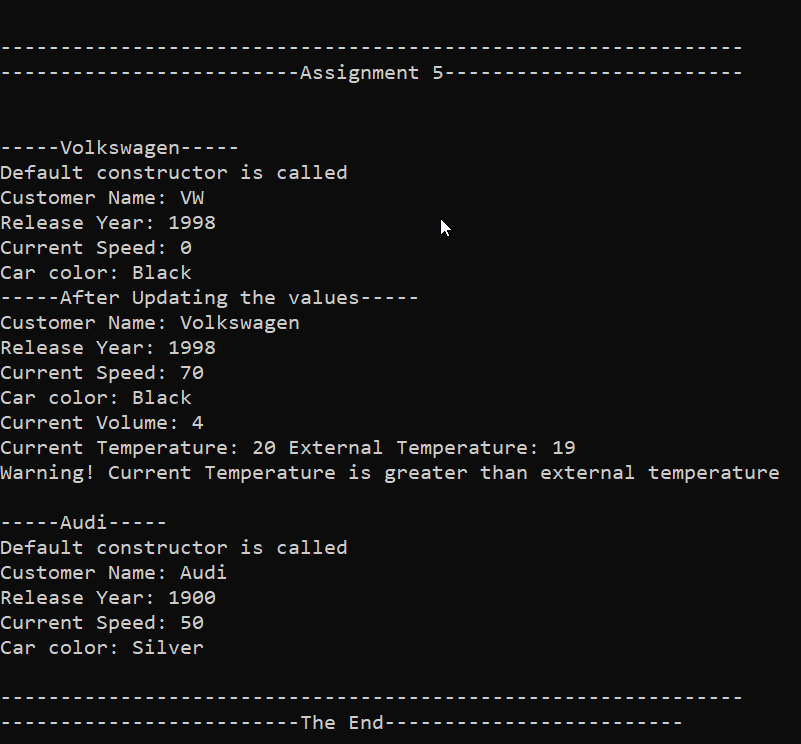 --------------------------------------------------------------
-------------------------Assignment 5-------------------------
-----Volkswagen-----
Default constructor is called
Customer Name: VW
Release Year: 1998
Current Speed: 0
Car color: Black
-----After Updating the values-----
Customer Name: Volkswagen
Release Year: 1998
Current Speed: 70
Car color: Black
Current Volume: 4
Current Temperature: 20 External Temperature: 19
Warning! Current Temperature is greater than external temperature
-----Audi-----
Default constructor is called
Customer Name: Audi
Release Year: 1900
Current Speed: 50
Car color: Silver
--------------------------------------------------------------
-------------------------The End-------------------------